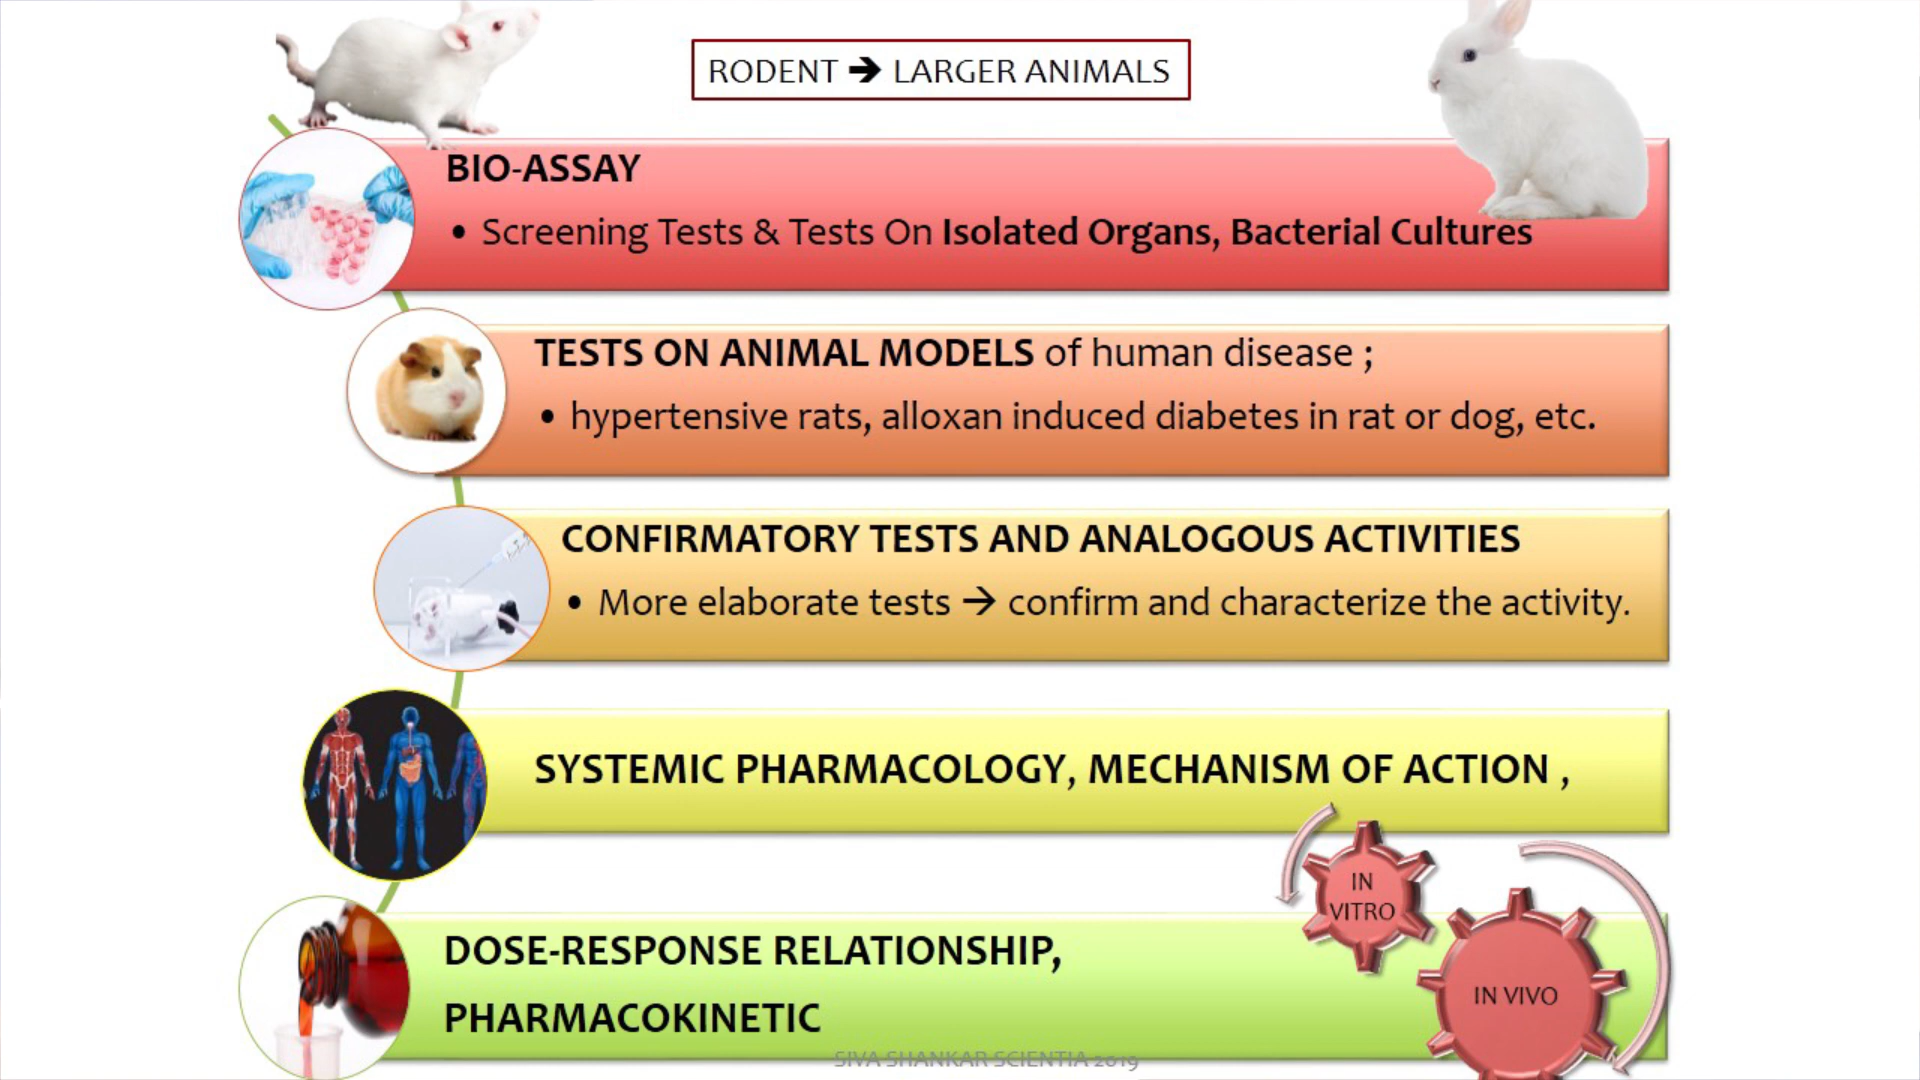 RODENT ➔ LARGER ANIMALS
BIO-ASSAY
• Screening Tests & Tests On Isolated Organs, Bacterial Cultures
TESTS ON ANIMAL MODELS of human disease ;
• hypertensive rats, alloxan induced diabetes in rat or dog, etc.
CONFIRMATORY TESTS AND ANALOGOUS ACTIVITIES
• More elaborate tests → confirm and characterize the activity.
SYSTEMIC PHARMACOLOGY, MECHANISM OF ACTION ,
IN
VITRO
DOSE-RESPONSE RELATIONSHIP,
PHARMACOKINETIC
IN VIVO
SIVA SHANKAR SCIENTIA 2019